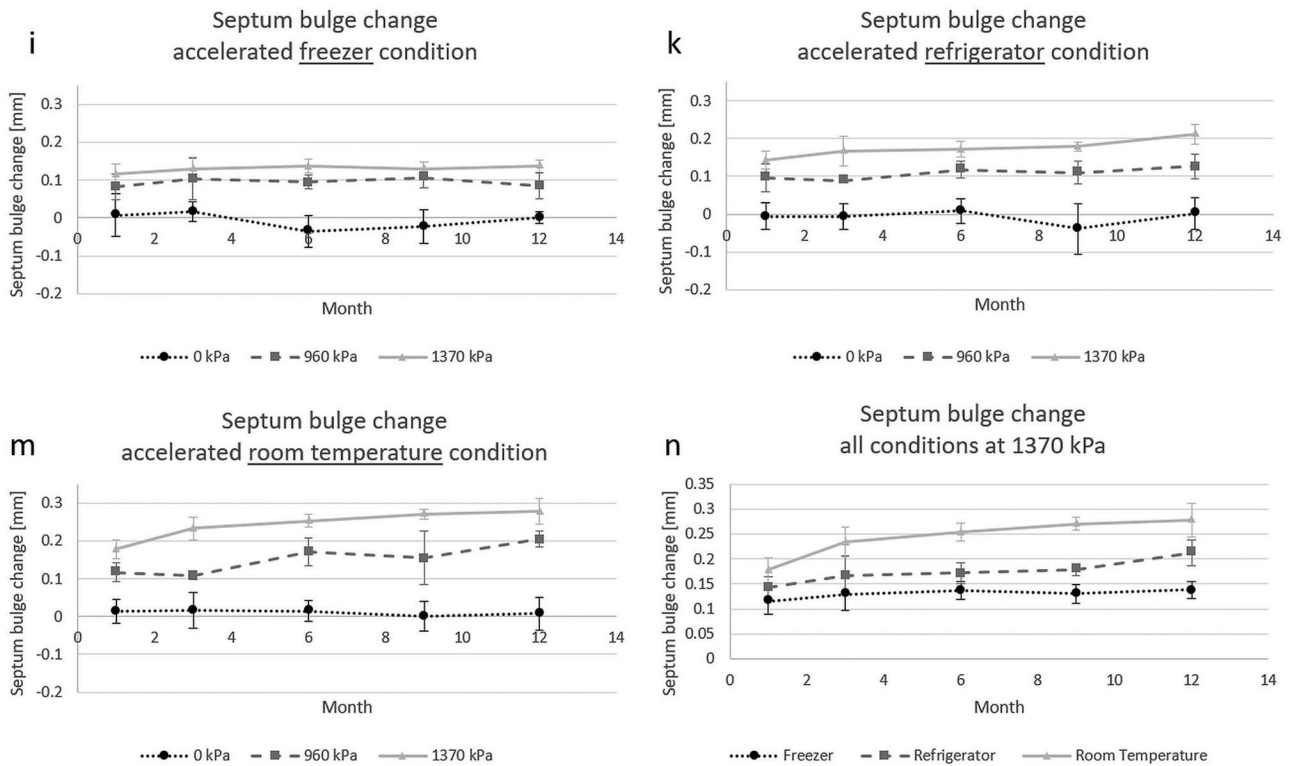 i
Septum bulge change
accelerated freezer condition
Septum bulge change [mm]
0.3
0.2
0.1
0
-0.1
-0.2
0 2 4 6 8 10 12 14
Month
0 kPa 960 kPa 1370 kPa
k
Septum bulge change
accelerated refrigerator condition
Septum bulge change [mm]
0.3
0.2
0.1
0
-0.1
-0.2
0 2 4 6 8 10 12 14
Month
0 kPa 960 kPa 1370 kPa
m
Septum bulge change
accelerated room temperature condition
Septum bulge change [mm]
0.3
0.2
0.1
0
-0.1
-0.2
0 2 4 6 8 10 12 14
Month
0 kPa 960 kPa 1370 kPa
n
Septum bulge change
all conditions at 1370 kPa
Septum bulge change [mm]
0.35
0.3
0.25
0.2
0.15
0.1
0.05
0
0 2 4 6 8 10 12 14
Month
Freezer Refrigerator Room Temperature